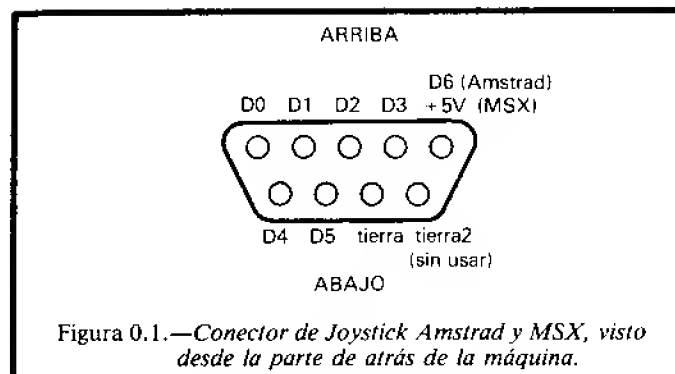 ARRIBA
D6 (Amstrad)
D0 D1 D2 D3 +5V (MSX)
D4 D5 tierra tierra2
(sin usar)
ABAJO
Figura 0.1.—Conector de Joystick Amstrad y MSX, visto
desde la parte de atrás de la máquina.